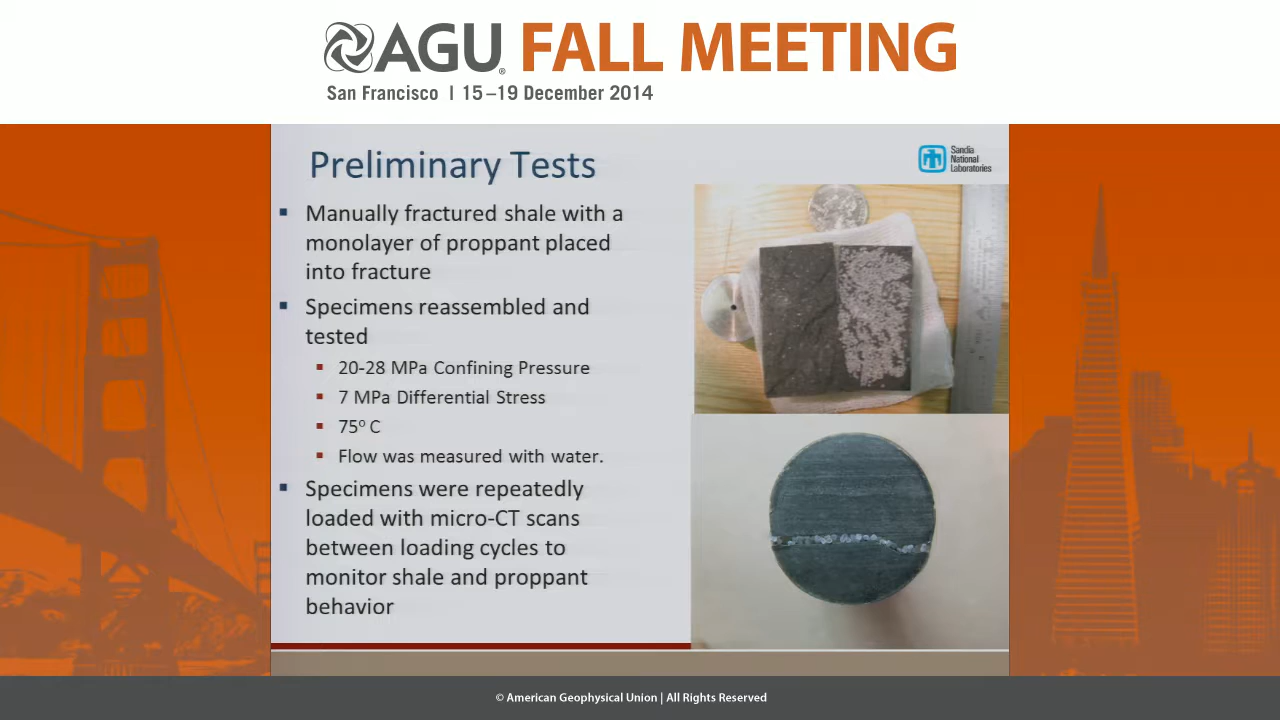 AGU® FALL MEETING
San Francisco | 15–19 December 2014
Preliminary Tests
Sandia
National
Laboratories
▪ Manually fractured shale with a
monolayer of proppant placed
into fracture
▪ Specimens reassembled and
tested
▪ 20-28 MPa Confining Pressure
▪ 7 MPa Differential Stress
▪ 75º C
▪ Flow was measured with water.
▪ Specimens were repeatedly
loaded with micro-CT scans
between loading cycles to
monitor shale and proppant
behavior
© American Geophysical Union | All Rights Reserved